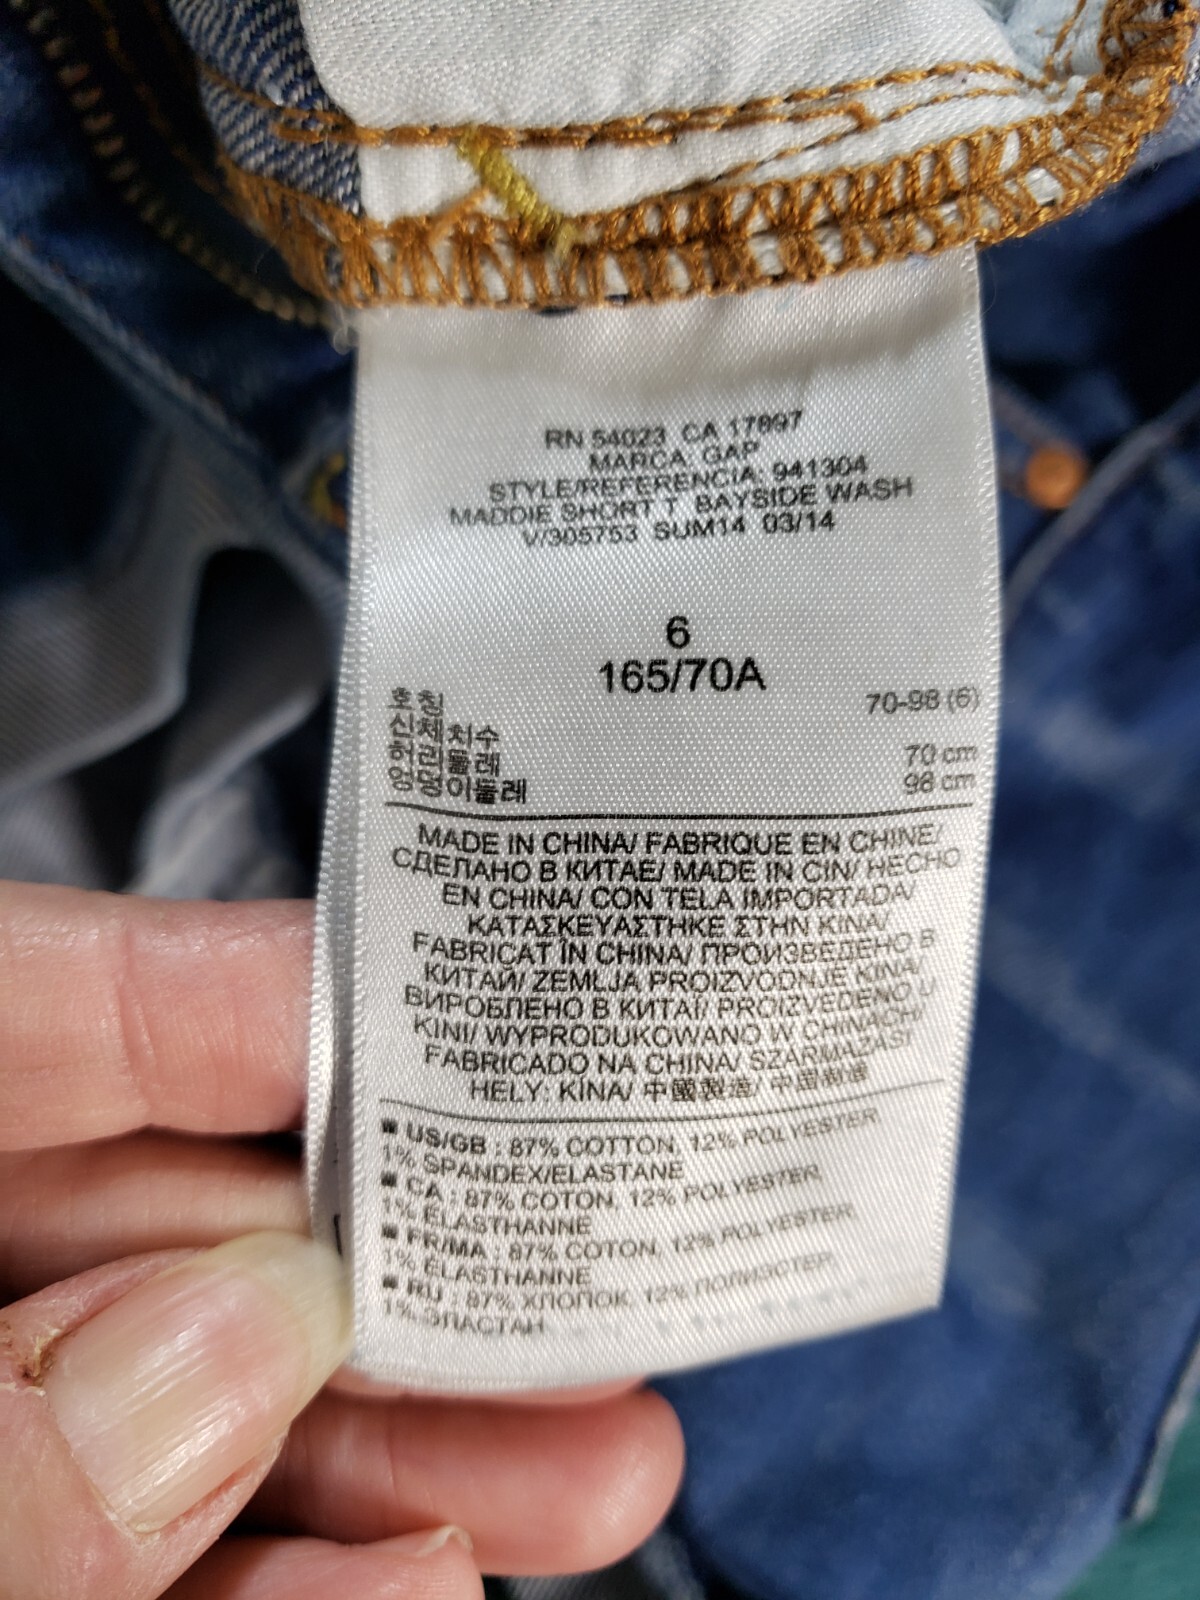 RN 54023 CA 17897
MARCA: GAP
STYLE/REFERENCIA: 941304
MADDIE SHORT T BAYSIDE WASH
V/305753 SUM14 03/14
6
165/70A
호칭 70-98 (6)
신체치수
허리둘레 70 cm
엉덩이둘레 98 cm
MADE IN CHINA/ FABRIQUE EN CHINE/
СДЕЛАНО В КИТАЕ/ MADE IN CIN/ HECHO
EN CHINA/ CON TELA IMPORTADA/
ΚΑΤΑΣΚΕΥΑΣΤΗΚΕ ΣΤΗΝ ΚΙΝΑ/
FABRICAT ÎN CHINA/ ПРОИЗВЕДЕНО В
КИТАЙ/ ZEMLJA PROIZVODNJE KINA/
ВИРОБЛЕНО В КИТАЇ/ PROIZVEDENO U
KINI/ WYPRODUKOWANO W CHINACH/
FABRICADO NA CHINA/ SZÁRMAZÁSI
HELY: KÍNA/ 中國製造/ 中国制造
■ US/GB : 87% COTTON, 12% POLYESTER
1% SPANDEX/ELASTANE
■ CA : 87% COTON, 12% POLYESTER,
1% ÉLASTHANNE
■ FR/MA : 87% COTON, 12% POLYESTER,
1% ÉLASTHANNE
■ RU : 87% ХЛОПОК, 12% ПОЛИЭСТЕР,
1% ЭЛАСТАН